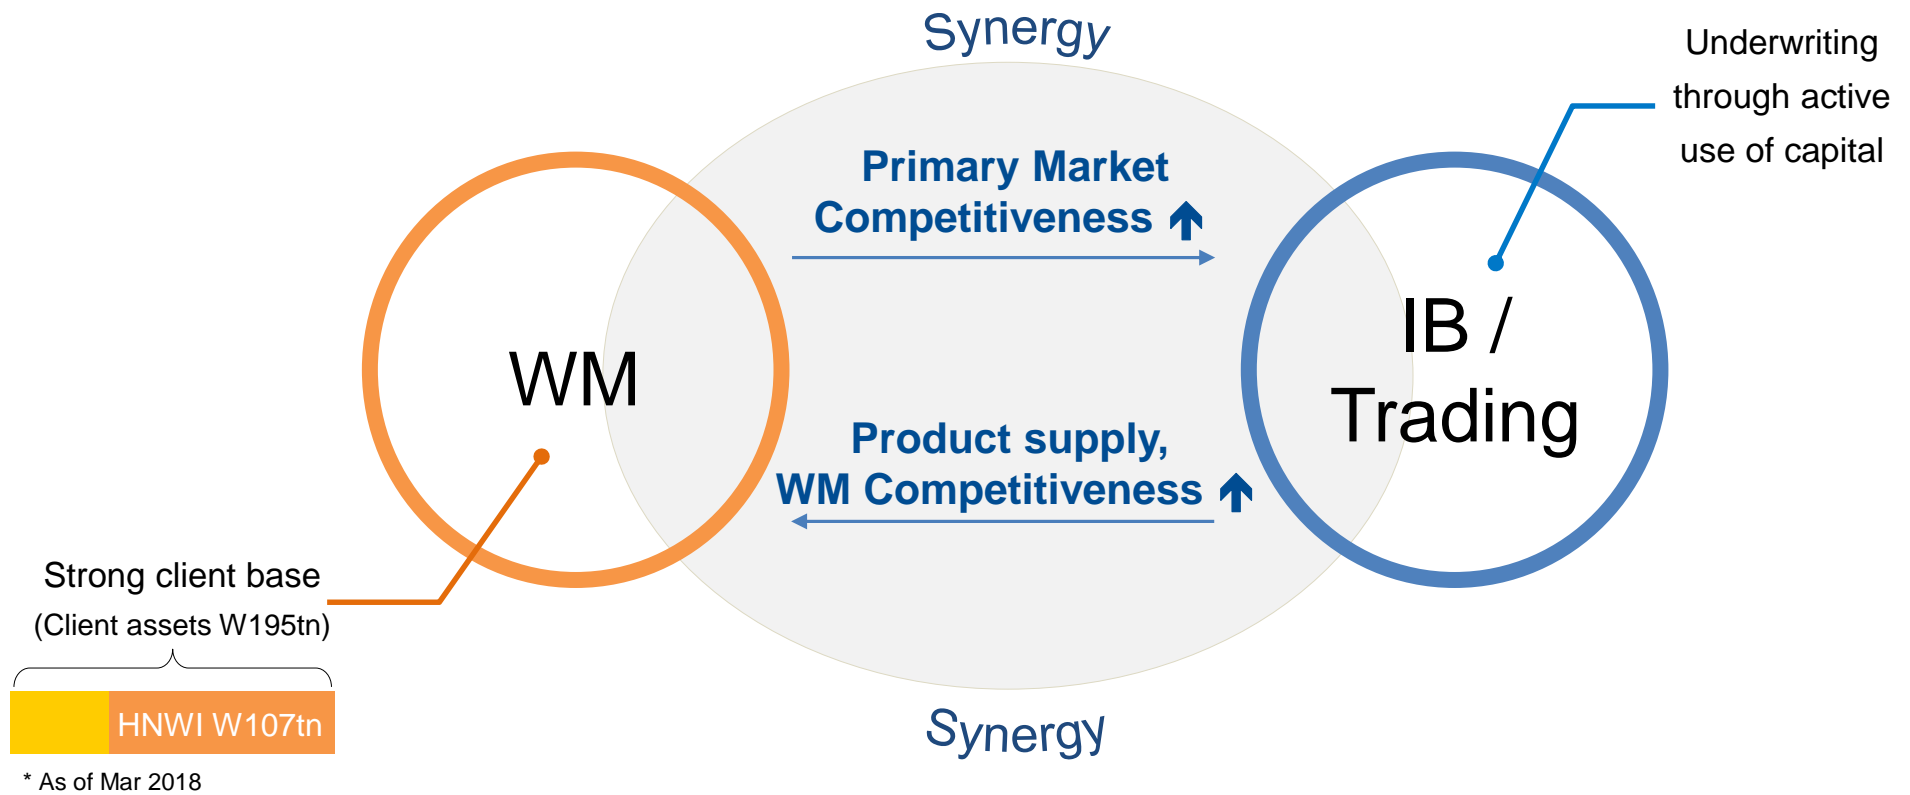 Synergy
Underwriting
through active
use of capital
Primary Market
Competitiveness
WM
IB /
Trading
Product supply,
WM Competitiveness
Strong client base
(Client assets W195tn)
HNWI W107tn
* As of Mar 2018
Synergy